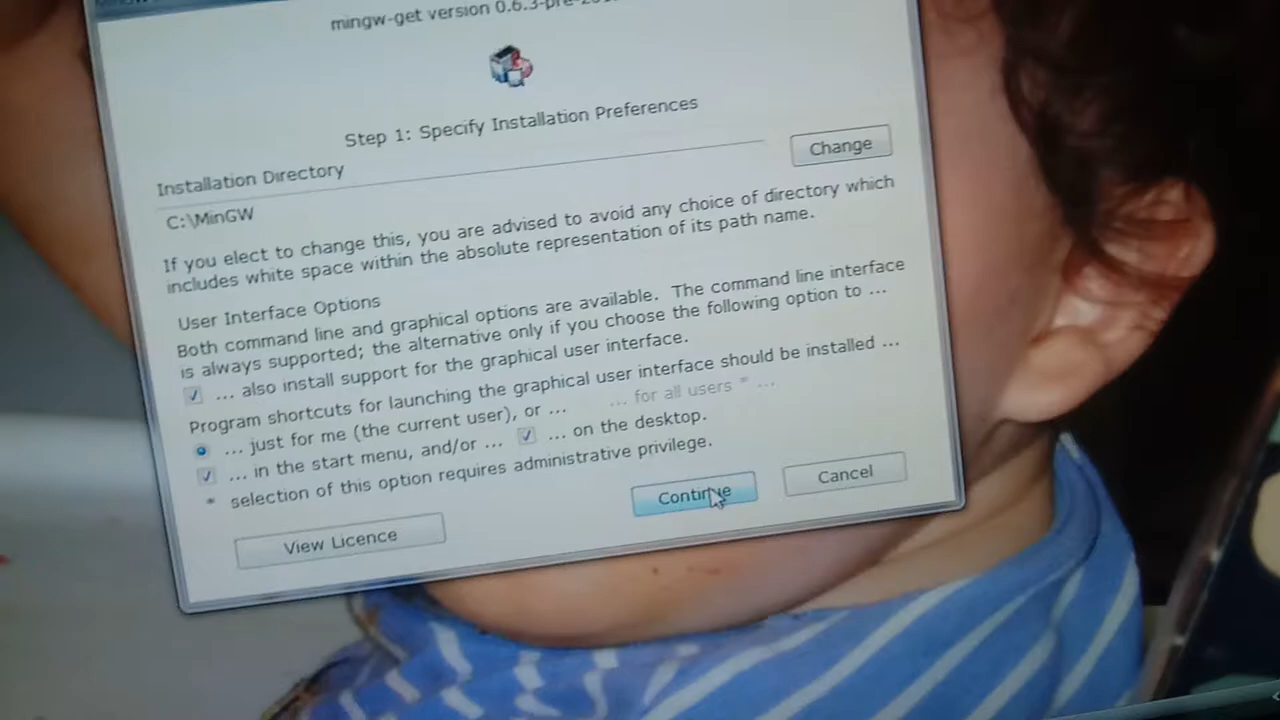 mingw-get version 0.6.3-pre
Step 1: Specify Installation Preferences
Installation Directory
Change
C:\MinGW
If you elect to change this, you are advised to avoid any choice of directory which
includes white space within the absolute representation of its path name.
User Interface Options
Both command line and graphical options are available. The command line interface
is always supported; the alternative only if you choose the following option to ...
... also install support for the graphical user interface.
Program shortcuts for launching the graphical user interface should be installed ...
... just for me (the current user), or ... ... for all users * ...
... in the start menu, and/or ... ... on the desktop.
* selection of this option requires administrative privilege.
View Licence Continue Cancel